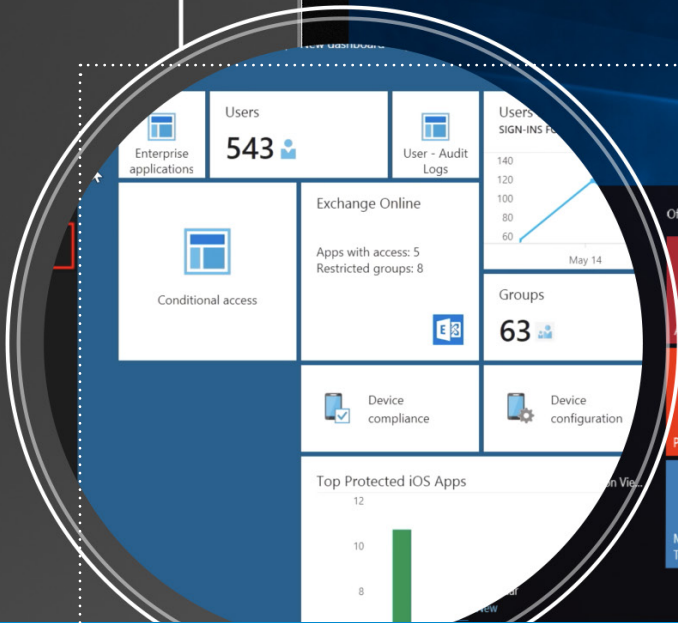 New dashboard
Enterprise
applications
Users
543
User - Audit
Logs
Users
SIGN-INS
140
120
100
80
60
May 14
Conditional access
Exchange Online
Apps with access: 5
Restricted groups: 8
E
Groups
63
Device
compliance
Device
configuration
Top Protected iOS Apps
12
10
8